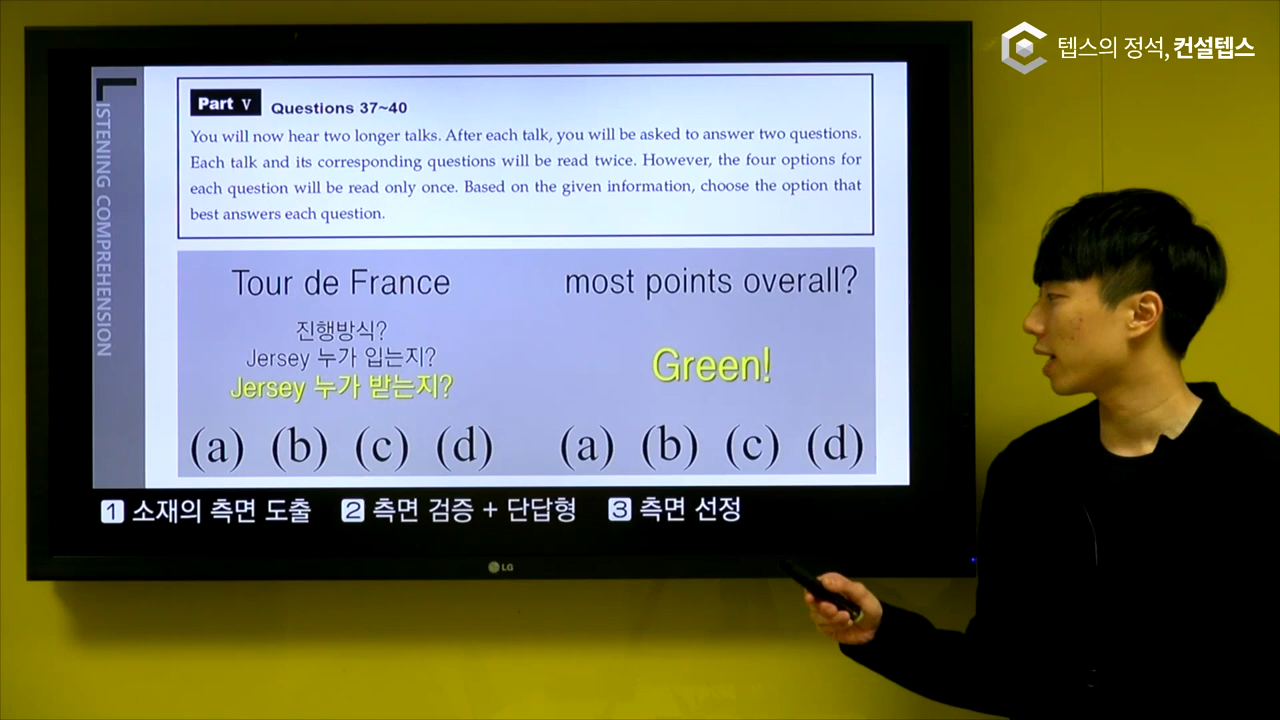 텝스의 정석, 컨설텝스
LISTENING COMPREHENSION
Part V Questions 37~40
You will now hear two longer talks. After each talk, you will be asked to answer two questions.
Each talk and its corresponding questions will be read twice. However, the four options for
each question will be read only once. Based on the given information, choose the option that
best answers each question.
Tour de France
진행방식?
Jersey 누가 입는지?
Jersey 누가 받는지?
(a) (b) (c) (d)
most points overall?
Green!
(a) (b) (c) (d)
1 소재의 측면 도출 2 측면 검증 + 단답형 3 측면 선정
LG